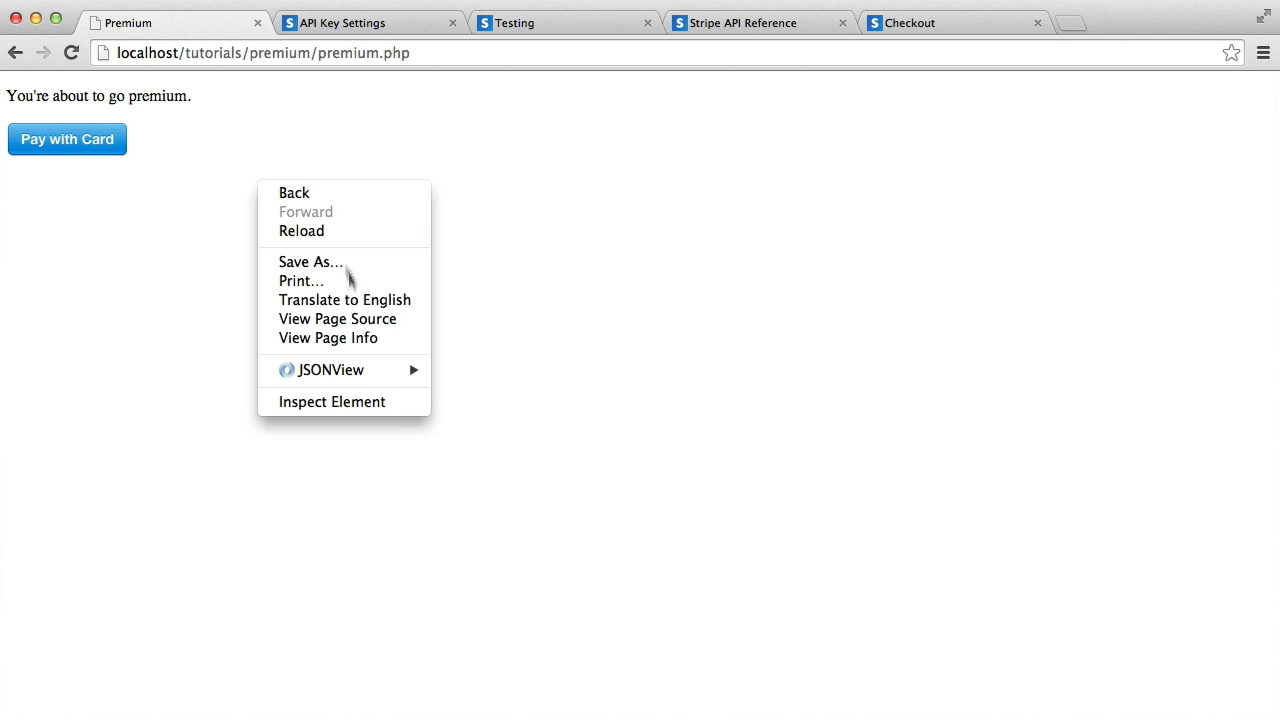 Premium
API Key Settings
Testing
Stripe API Reference
Checkout
localhost/tutorials/premium/premium.php
You're about to go premium.
Pay with Card
Back
Forward
Reload
Save As...
Print...
Translate to English
View Page Source
View Page Info
JSONView
Inspect Element